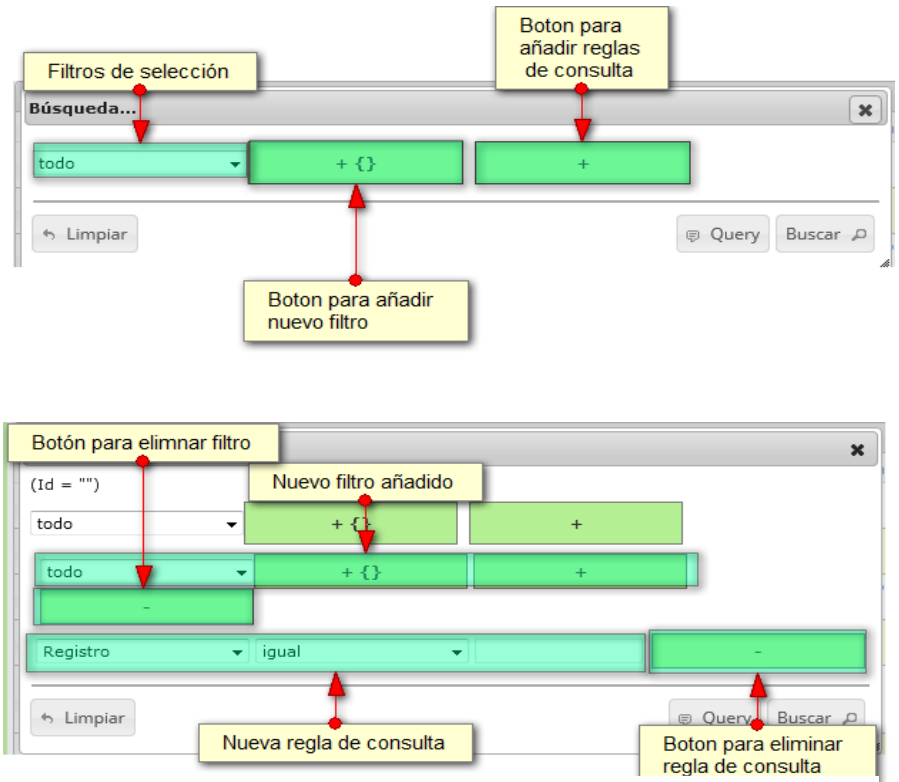 Boton para
añadir reglas
de consulta
Filtros de selección
Búsqueda...
todo
+ {}
+
Limpiar
Query
Buscar
Boton para añadir
nuevo filtro
Botón para elimnar filtro
Nuevo filtro añadido
(Id = "")
todo
+ {}
+
todo
+ {}
+
-
Registro
igual
-
Limpiar
Query
Buscar
Nueva regla de consulta
Boton para eliminar
regla de consulta